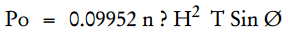 Po = 0.09952 n ? H² T Sin Ø